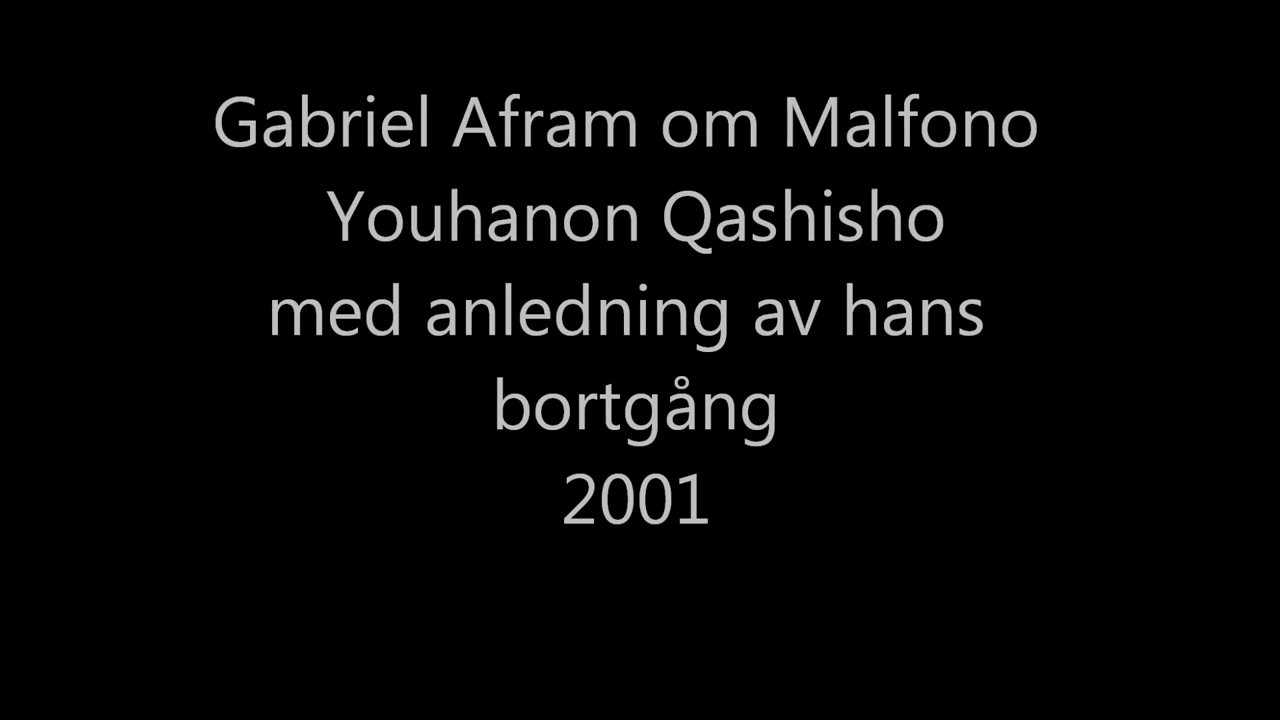 Gabriel Afram om Malfono
Youhanon Qashisho
med anledning av hans
bortgång
2001